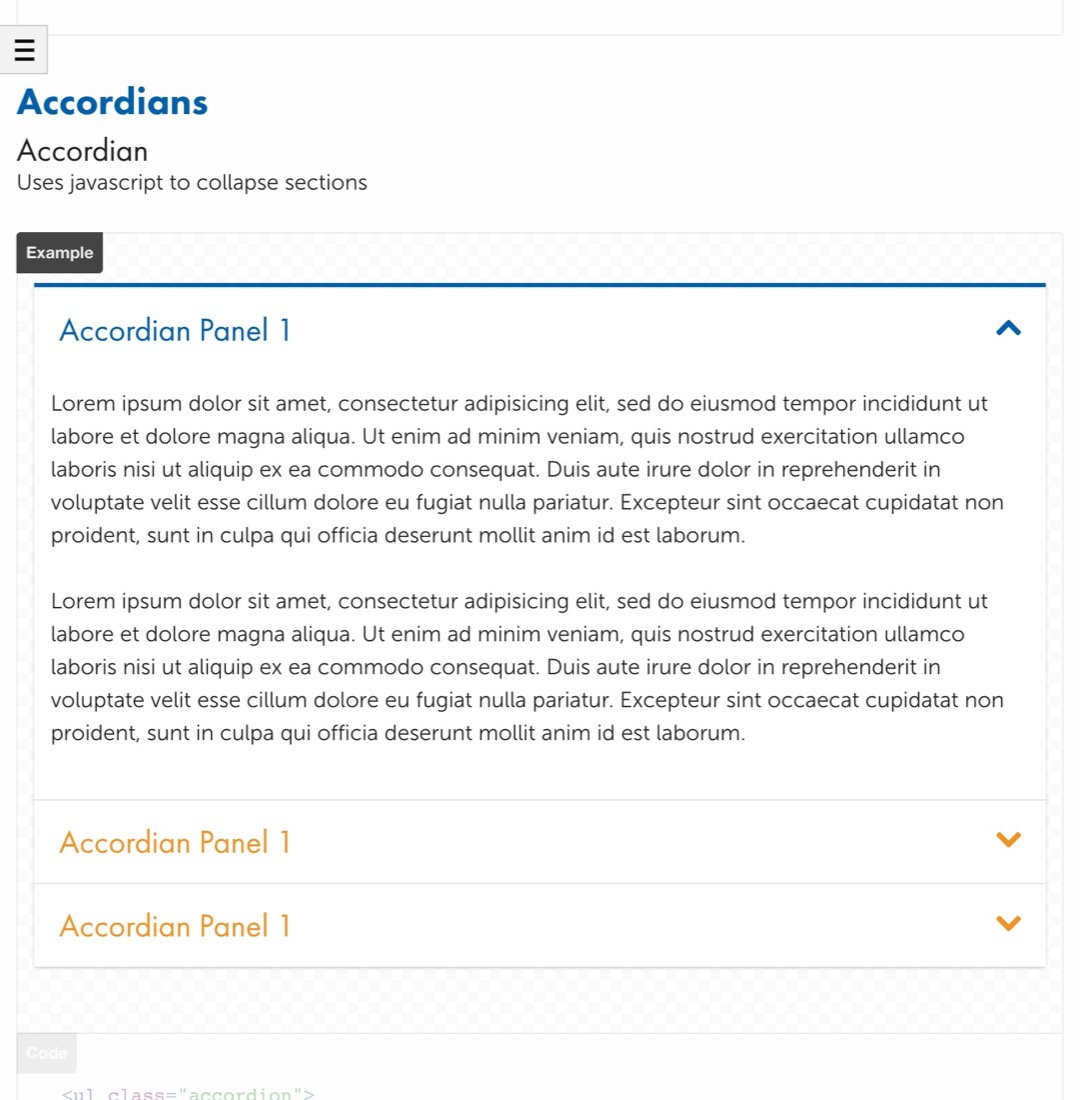 Accordians
Accordian
Uses javascript to collapse sections
Example
Accordian Panel 1
Lorem ipsum dolor sit amet, consectetur adipisicing elit, sed do eiusmod tempor incididunt ut
labore et dolore magna aliqua. Ut enim ad minim veniam, quis nostrud exercitation ullamco
laboris nisi ut aliquip ex ea commodo consequat. Duis aute irure dolor in reprehenderit in
voluptate velit esse cillum dolore eu fugiat nulla pariatur. Excepteur sint occaecat cupidatat non
proident, sunt in culpa qui officia deserunt mollit anim id est laborum.
Lorem ipsum dolor sit amet, consectetur adipisicing elit, sed do eiusmod tempor incididunt ut
labore et dolore magna aliqua. Ut enim ad minim veniam, quis nostrud exercitation ullamco
laboris nisi ut aliquip ex ea commodo consequat. Duis aute irure dolor in reprehenderit in
voluptate velit esse cillum dolore eu fugiat nulla pariatur. Excepteur sint occaecat cupidatat non
proident, sunt in culpa qui officia deserunt mollit anim id est laborum.
Accordian Panel 1
Accordian Panel 1
Code
<ul class="accordion">